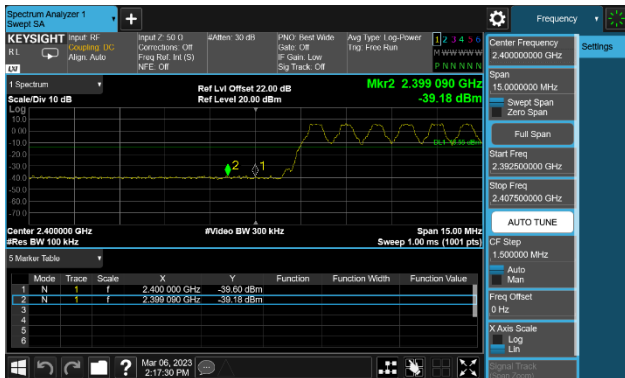 Spectrum Analyzer 1
Swept SA
+
Frequency
KEYSIGHT
RL
LXI
Input: RF
Coupling: DC
Align: Auto
Input Z: 50 Ω
Corrections: Off
Freq Ref: Int (S)
NFE: Off
#Atten: 30 dB
PNO: Best Wide
Gate: Off
IF Gain: Low
Sig Track: Off
Avg Type: Log-Power
Trig: Free Run
1 2 3 4 5 6
M W W W W W
P N N N N N
1 Spectrum
Scale/Div 10 dB
Ref Lvl Offset 22.00 dB
Ref Level 20.00 dBm
Mkr2 2.399 090 GHz
-39.18 dBm
Log
10.0
0.00
-10.0
-20.0
-30.0
-40.0
-50.0
-60.0
-70.0
2
1
Center 2.400000 GHz
#Res BW 100 kHz
#Video BW 300 kHz
Span 15.00 MHz
Sweep 1.00 ms (1001 pts)
5 Marker Table
Mode Trace Scale X Y Function Function Width Function Value
1 N 1 f 2.400 000 GHz -39.60 dBm
2 N 1 f 2.399 090 GHz -39.18 dBm
3
4
5
6
Mar 06, 2023
2:17:30 PM
Center Frequency
2.400000000 GHz
Settings
Span
15.0000000 MHz
Swept Span
Zero Span
Full Span
Start Freq
2.392500000 GHz
Stop Freq
2.407500000 GHz
AUTO TUNE
CF Step
1.500000 MHz
Auto
Man
Freq Offset
0 Hz
X Axis Scale
Log
Lin
Signal Track
(Span Zoom)